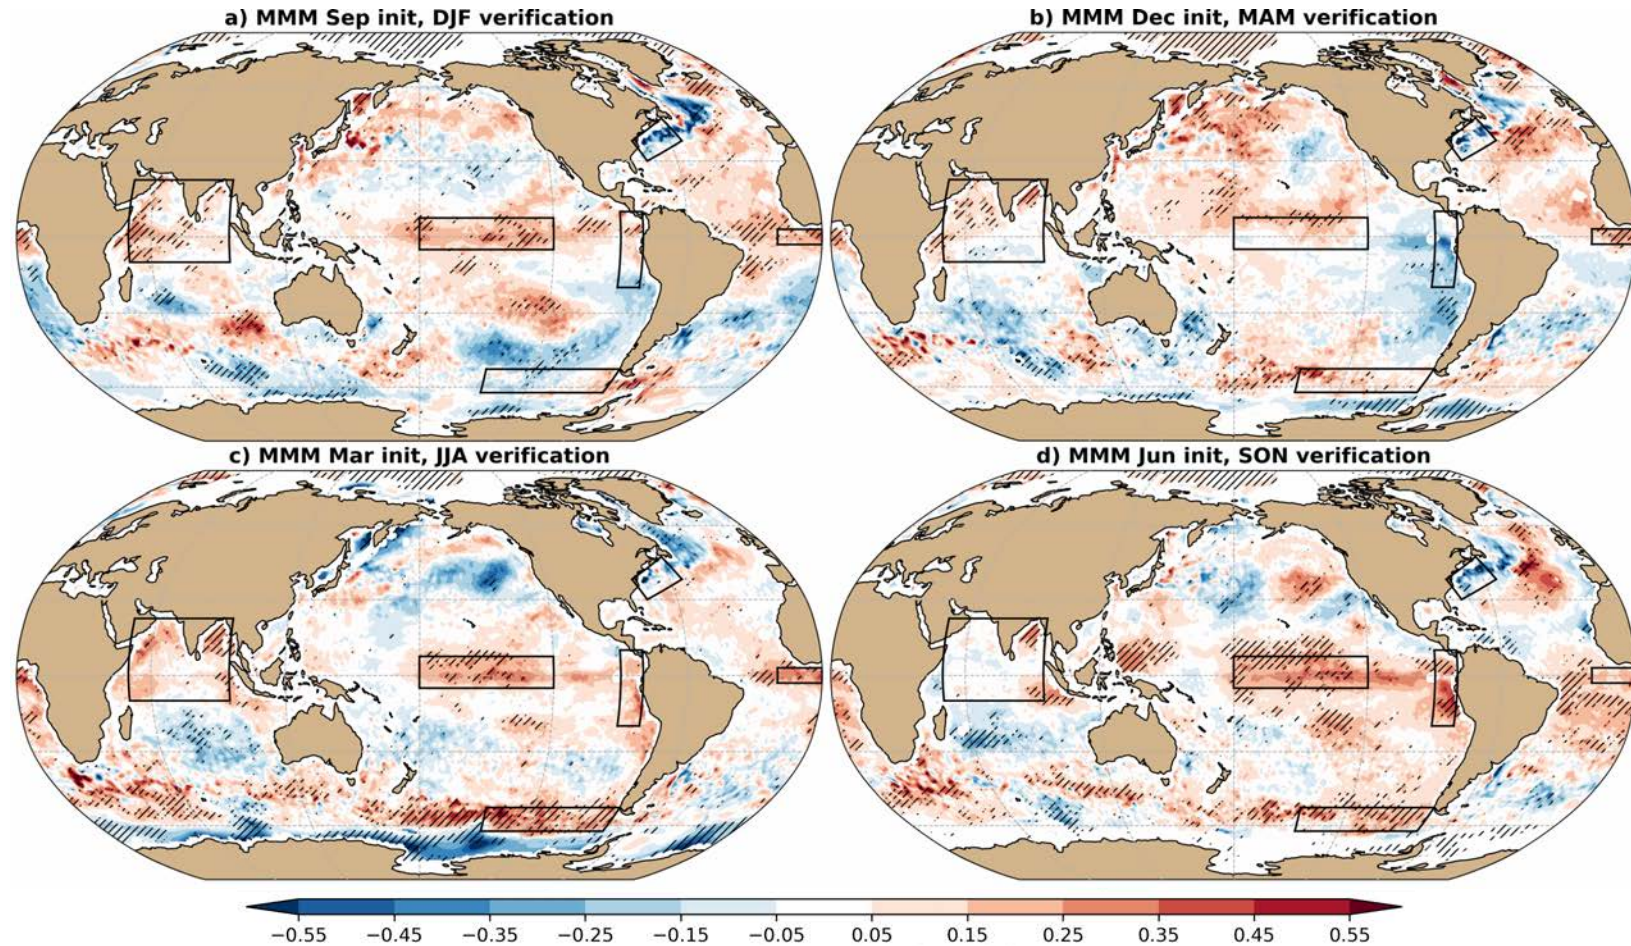 a) MMM Sep init, DJF verification
b) MMM Dec init, MAM verification
c) MMM Mar init, JJA verification
d) MMM Jun init, SON verification
−0.55 −0.45 −0.35 −0.25 −0.15 −0.05 0.05 0.15 0.25 0.35 0.45 0.55